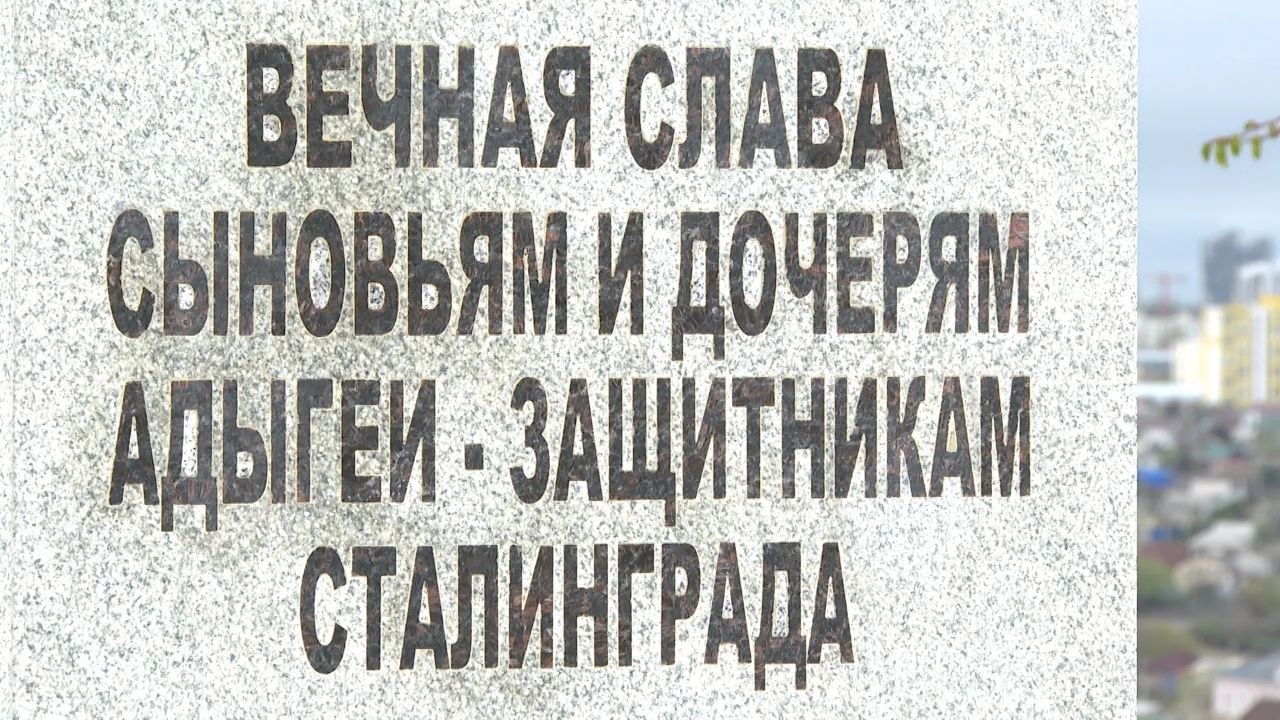 ВЕЧНАЯ СЛАВА
СЫНОВЬЯМ И ДОЧЕРЯМ
АДЫГЕИ - ЗАЩИТНИКАМ
СТАЛИНГРАДА